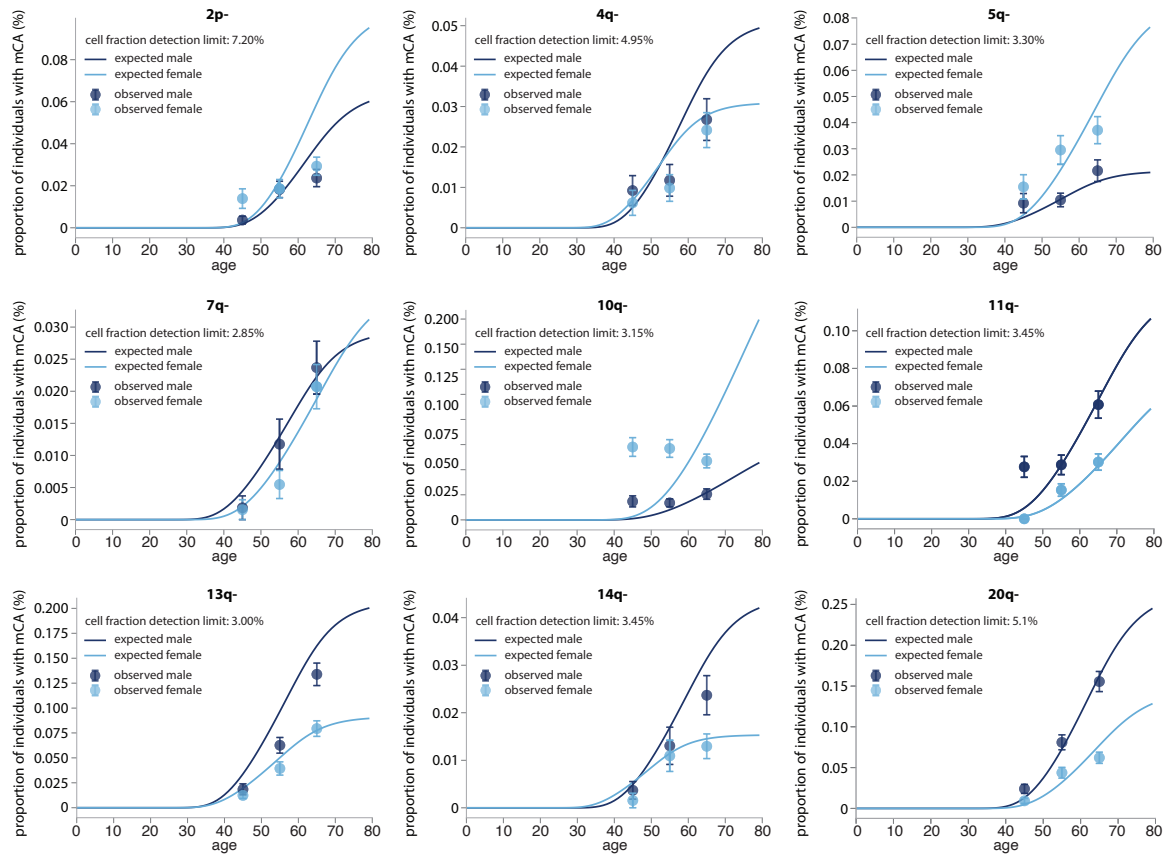 2p-
proportion of individuals with mCA (%)
cell fraction detection limit: 7.20%
expected male
expected female
observed male
observed female
0.08
0.06
0.04
0.02
0
0 10 20 30 40 50 60 70 80
age
4q-
proportion of individuals with mCA (%)
cell fraction detection limit: 4.95%
expected male
expected female
observed male
observed female
0.05
0.04
0.03
0.02
0.01
0
0 10 20 30 40 50 60 70 80
age
5q-
proportion of individuals with mCA (%)
cell fraction detection limit: 3.30%
expected male
expected female
observed male
observed female
0.08
0.07
0.06
0.05
0.04
0.03
0.02
0.01
0
0 10 20 30 40 50 60 70 80
age
7q-
proportion of individuals with mCA (%)
cell fraction detection limit: 2.85%
expected male
expected female
observed male
observed female
0.030
0.025
0.020
0.015
0.010
0.005
0
0 10 20 30 40 50 60 70 80
age
10q-
proportion of individuals with mCA (%)
cell fraction detection limit: 3.15%
expected male
expected female
observed male
observed female
0.200
0.150
0.125
0.100
0.075
0.050
0.025
0
0 10 20 30 40 50 60 70 80
age
11q-
proportion of individuals with mCA (%)
cell fraction detection limit: 3.45%
expected male
expected female
observed male
observed female
0.10
0.08
0.06
0.04
0.02
0
0 10 20 30 40 50 60 70 80
age
13q-
proportion of individuals with mCA (%)
cell fraction detection limit: 3.00%
expected male
expected female
observed male
observed female
0.200
0.175
0.150
0.125
0.100
0.075
0.050
0.025
0
0 10 20 30 40 50 60 70 80
age
14q-
proportion of individuals with mCA (%)
cell fraction detection limit: 3.45%
expected male
expected female
observed male
observed female
0.04
0.03
0.02
0.01
0
0 10 20 30 40 50 60 70 80
age
20q-
proportion of individuals with mCA (%)
cell fraction detection limit: 5.1%
expected male
expected female
observed male
observed female
0.25
0.20
0.15
0.10
0.05
0
0 10 20 30 40 50 60 70 80
age